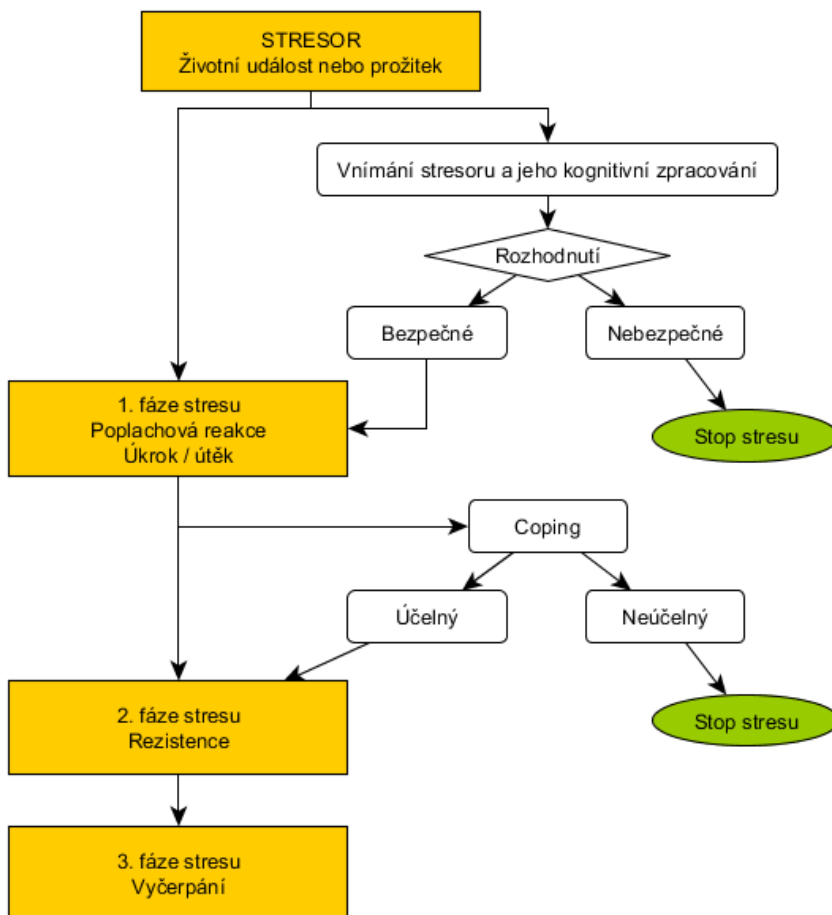 STRESOR
Životní událost nebo prožitek
Vnímání stresoru a jeho kognitivní zpracování
Rozhodnutí
Bezpečné
Nebezpečné
1. fáze stresu
Poplachová reakce
Úkrok / útěk
Stop stresu
Coping
Účelný
Neúčelný
2. fáze stresu
Rezistence
Stop stresu
3. fáze stresu
Vyčerpání